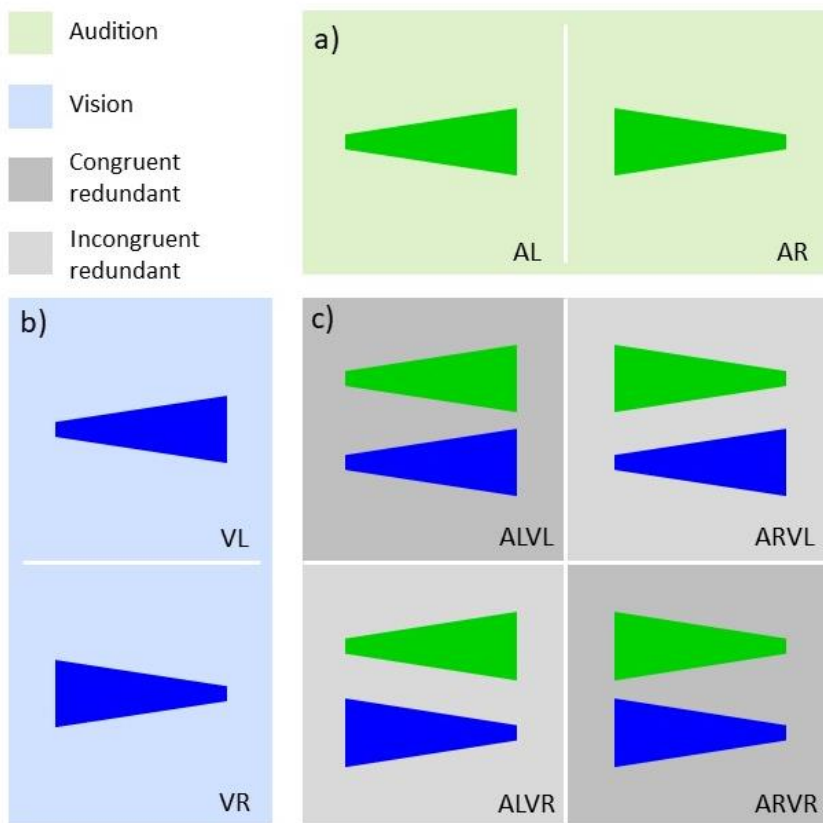 Audition
Vision
Congruent
redundant
Incongruent
redundant
a)
AL
AR
b)
VL
VR
c)
ALVL
ARVL
ALVR
ARVR